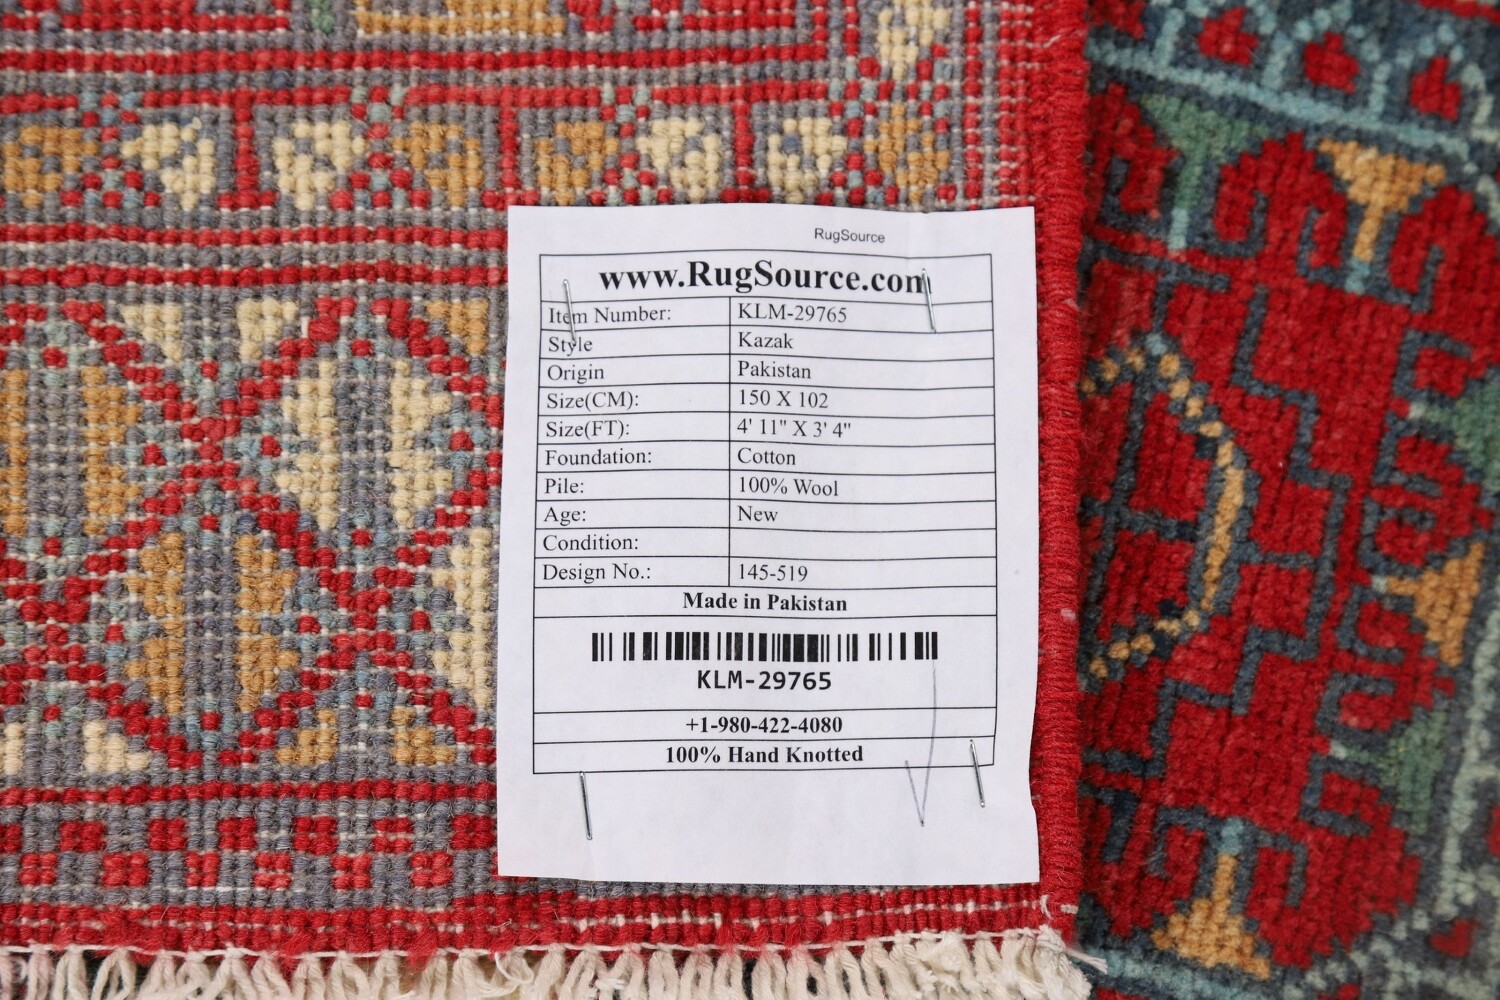 RugSource
www.RugSource.com
Item Number: KLM-29765
Style Kazak
Origin Pakistan
Size(CM): 150 X 102
Size(FT): 4' 11" X 3' 4"
Foundation: Cotton
Pile: 100% Wool
Age: New
Condition:
Design No.: 145-519
Made in Pakistan
KLM-29765
+1-980-422-4080
100% Hand Knotted